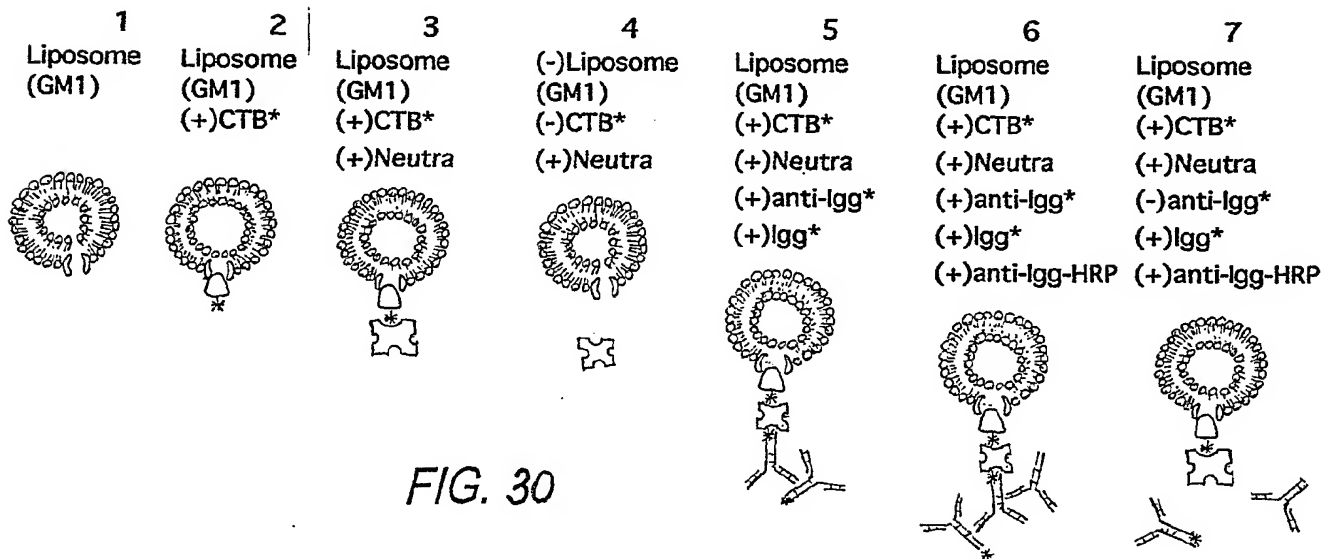 1
Liposome
(GM1)
2
Liposome
(GM1)
(+)CTB*
3
Liposome
(GM1)
(+)CTB*
(+)Neutra
4
(-)Liposome
(GM1)
(-)CTB*
(+)Neutra
5
Liposome
(GM1)
(+)CTB*
(+)Neutra
(+)anti-Igg*
(+)Igg*
6
Liposome
(GM1)
(+)CTB*
(+)Neutra
(+)anti-Igg*
(+)Igg*
(+)anti-Igg-HRP
7
Liposome
(GM1)
(+)CTB*
(+)Neutra
(-)anti-Igg*
(+)Igg*
(+)anti-Igg-HRP
*
*
*
*
*
*
*
*
*
*
*
FIG. 30